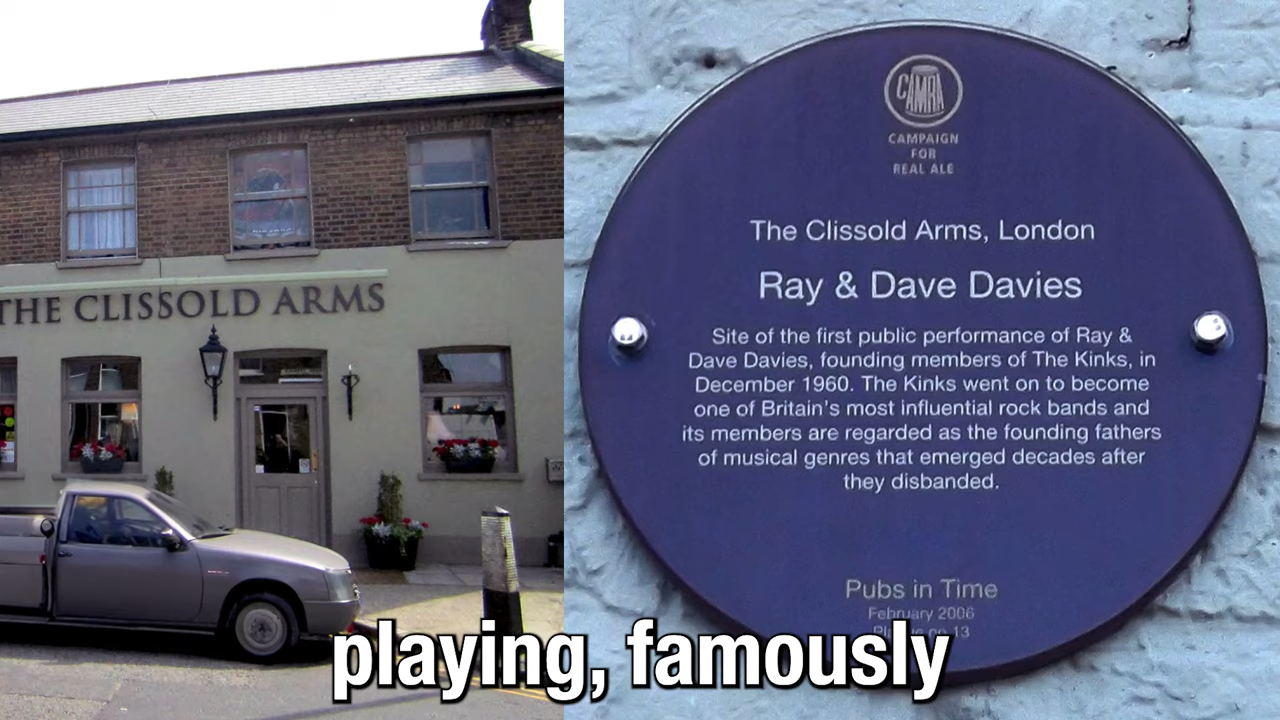 THE CLISSOLD ARMS
CAMRA
CAMPAIGN
FOR
REAL ALE
The Clissold Arms, London
Ray & Dave Davies
Site of the first public performance of Ray &
Dave Davies, founding members of The Kinks, in
December 1960. The Kinks went on to become
one of Britain's most influential rock bands and
its members are regarded as the founding fathers
of musical genres that emerged decades after
they disbanded.
Pubs in Time
February 2006
playing, famously